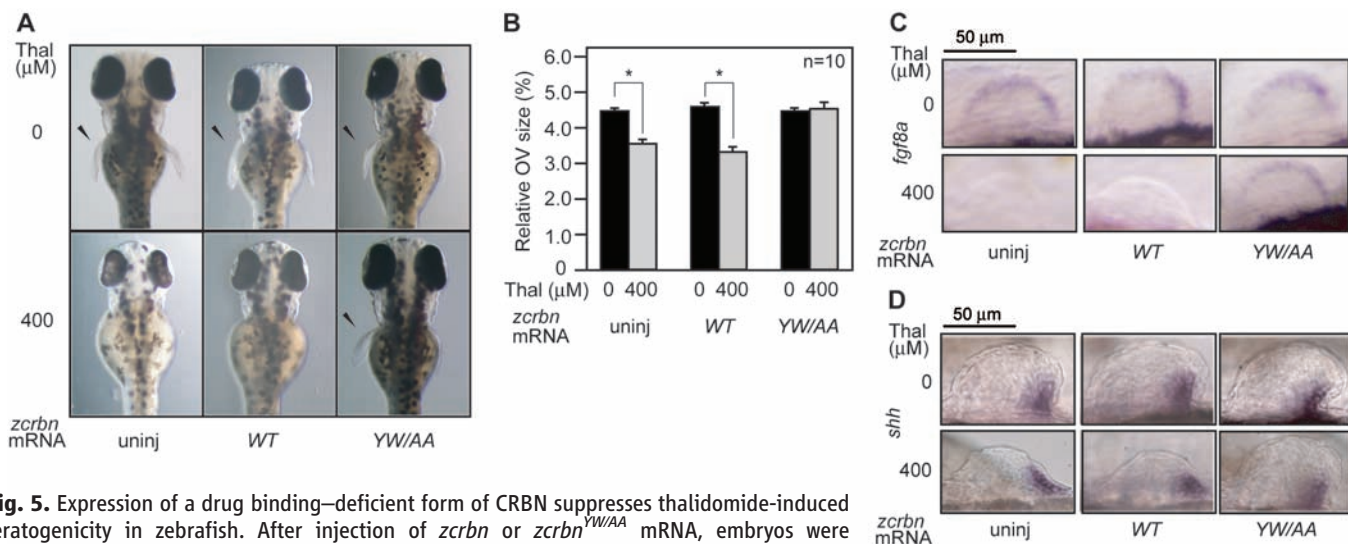 A
Thal
(μM)
0
400
zcrbn
mRNA
uninj
WT
YW/AA
B
Relative OV size (%)
6.0
5.0
4.0
3.0
2.0
1.0
0
n=10
*
*
Thal (μM) 0 400 0 400 0 400
zcrbn
mRNA
uninj
WT
YW/AA
C
50 μm
Thal
(μM)
0
fgf8a
400
zcrbn
mRNA
uninj
WT
YW/AA
D
50 μm
Thal
(μM)
0
shh
400
zcrbn
mRNA
uninj
WT
YW/AA
ig. 5. Expression of a drug binding–deficient form of CRBN suppresses thalidomide-induced
eratogenicity in zebrafish. After injection of zcrbn or zcrbn^YW/AA mRNA, embryos were